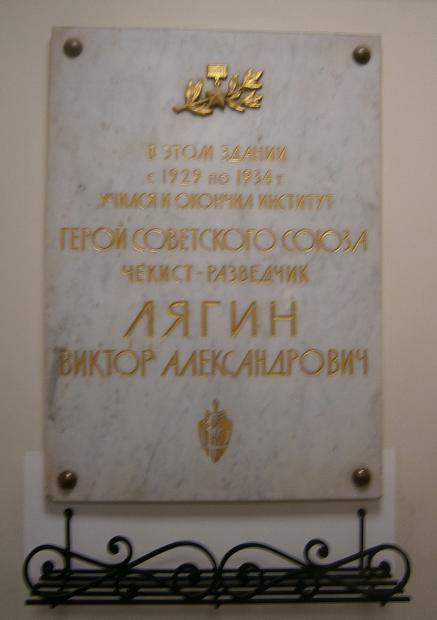 В ЭТОМ ЗДАНИИ
с 1929 по 1934 г
УЧИЛСЯ И ОКОНЧИЛ ИНСТИТУТ
ГЕРОЙ СОВЕТСКОГО СОЮЗА
ЧЕКИСТ-РАЗВЕДЧИК
ЛЯГИН
ВИКТОР АЛЕКСАНДРОВИЧ